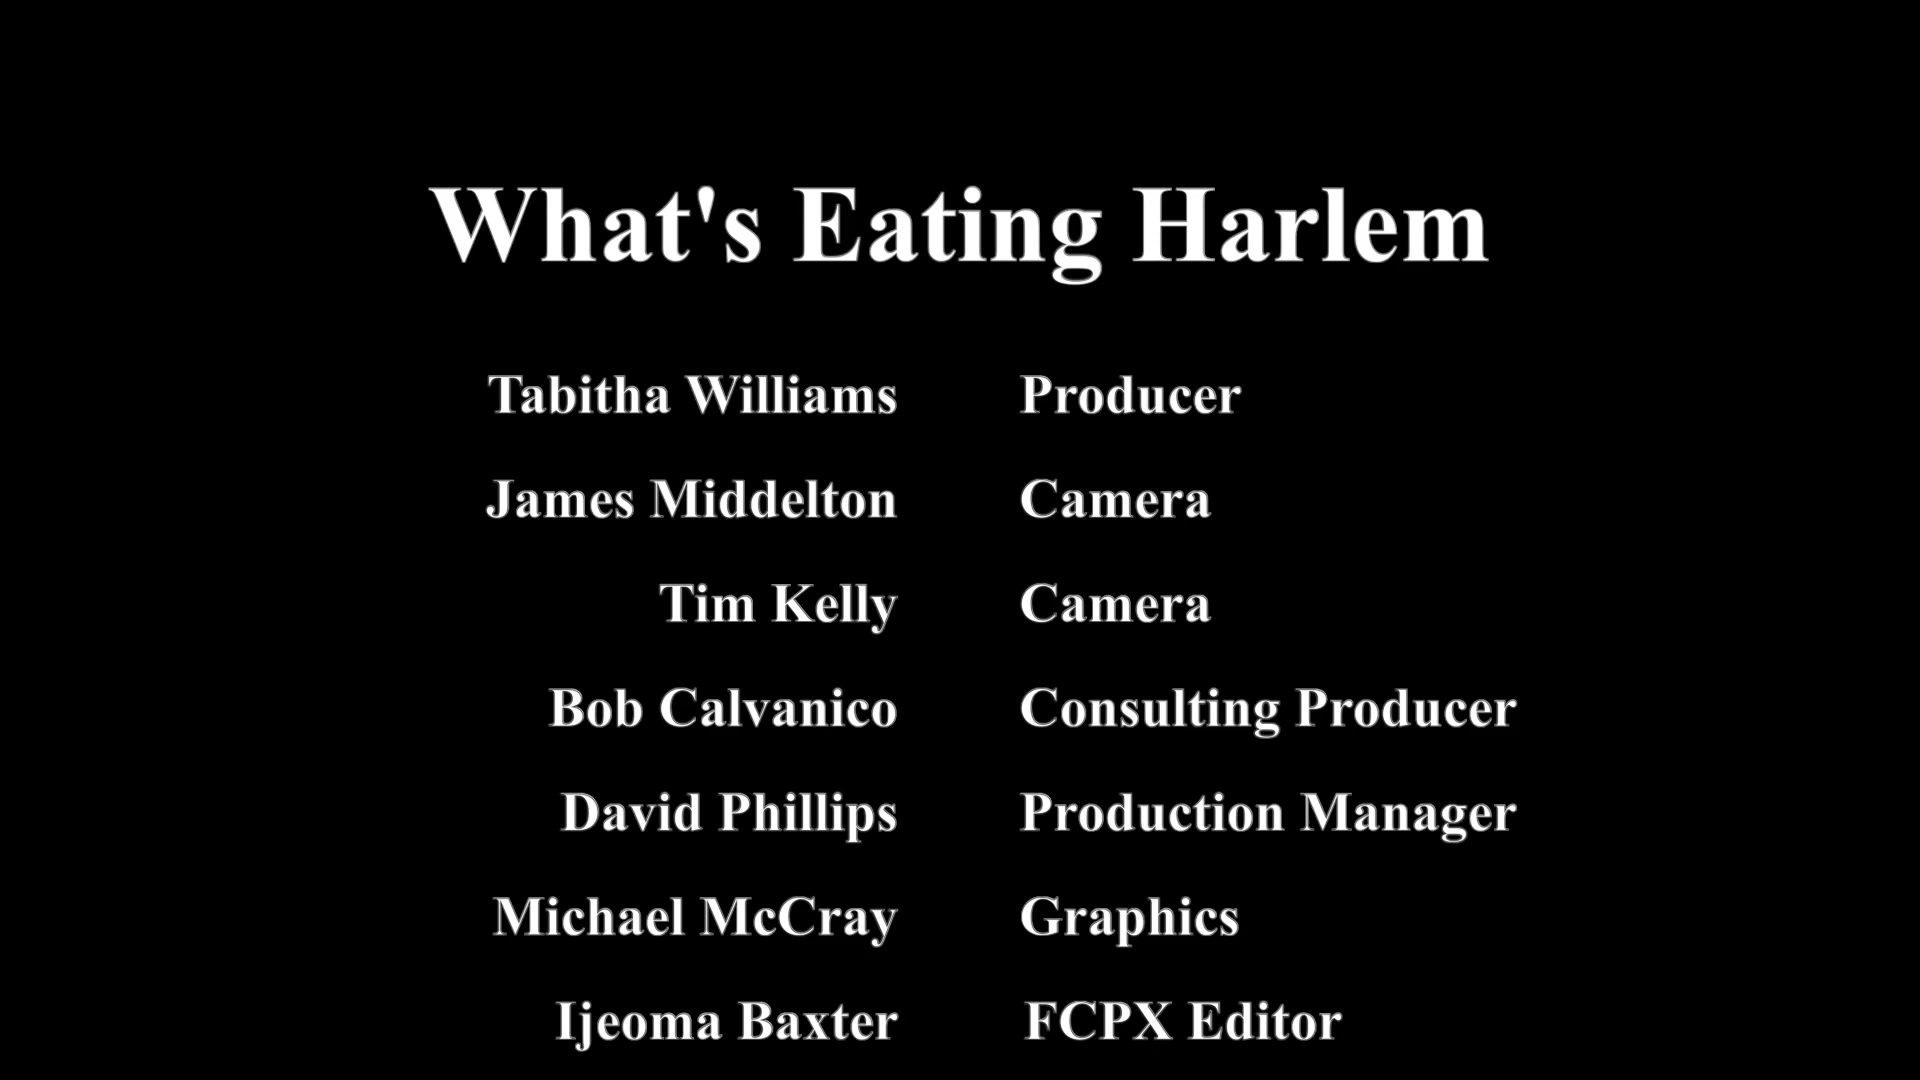 What's Eating Harlem
Tabitha Williams Producer
James Middelton Camera
Tim Kelly Camera
Bob Calvanico Consulting Producer
David Phillips Production Manager
Michael McCray Graphics
Ijeoma Baxter FCPX Editor